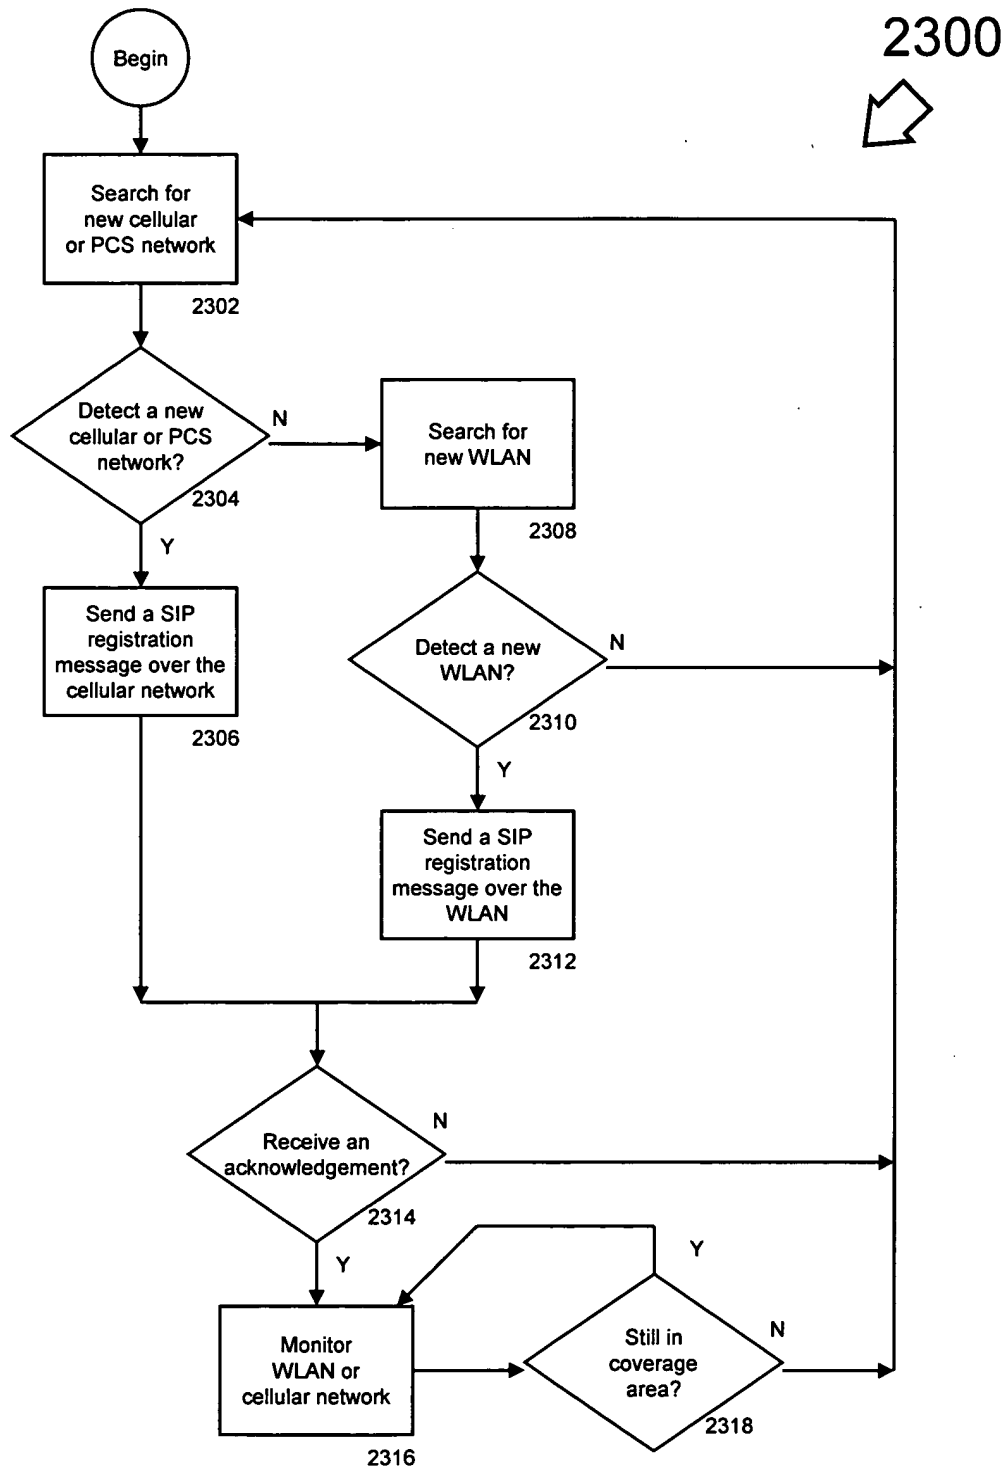 2300
Begin
Search for
new cellular
or PCS network
2302
Detect a new
cellular or PCS
network?
N
2304
Search for
new WLAN
2308
Y
Send a SIP
registration
message over the
cellular network
2306
Detect a new
WLAN?
N
2310
Y
Send a SIP
registration
message over the
WLAN
2312
Receive an
acknowledgement?
N
2314
Y
Monitor
WLAN or
cellular network
2316
Y
Still in
coverage
area?
N
2318